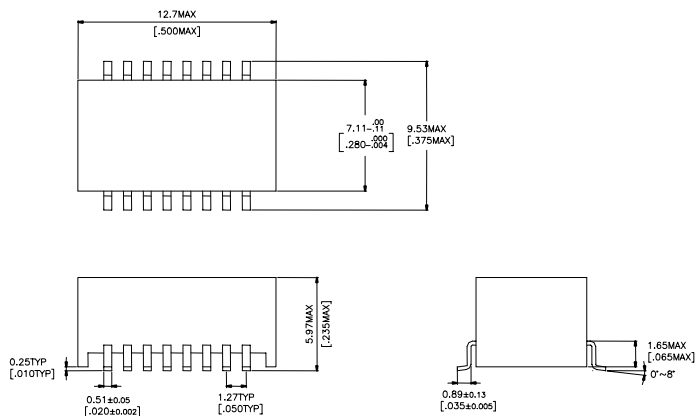 12.7MAX
[.500MAX]
7.11 -.11 .00
[.280 -.004 .000]
9.53MAX
[.375MAX]
5.97MAX
[.235MAX]
0.25TYP
[.010TYP]
0.51±0.05
[.020±0.002]
1.27TYP
[.050TYP]
1.65MAX
[.065MAX]
0°~8°
0.89±0.13
[.035±0.005]